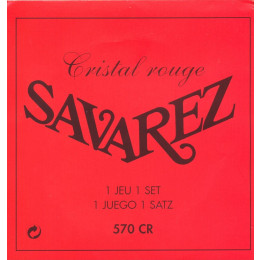 Cristal rouge
SAVAREZ
1 JEU 1 SET
1 JUEGO 1 SATZ
570 CR